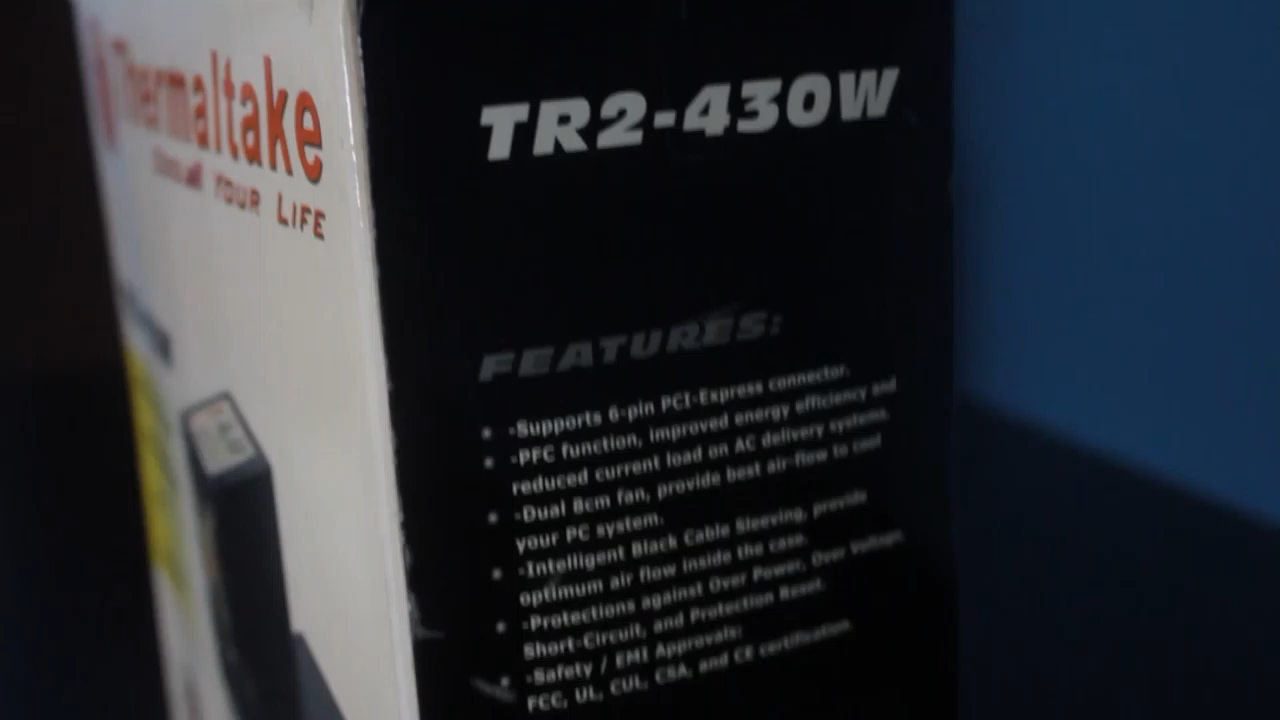 Thermaltake
YOUR LIFE
TR2-430W
FEATURES:
-Supports 6-pin PCI-Express connector.
-PFC function, improved energy efficiency and
reduced current load on AC delivery systems.
-Dual 8cm fan, provide best air-flow to cool
your PC system.
-Intelligent Black Cable Sleeving, provide
optimum air flow inside the case.
-Protections against Over Power, Over Voltage,
Short-Circuit, and Protection Reset.
-Safety / EMI Approvals:
FCC, UL, CUL, CSA, and CE certification.